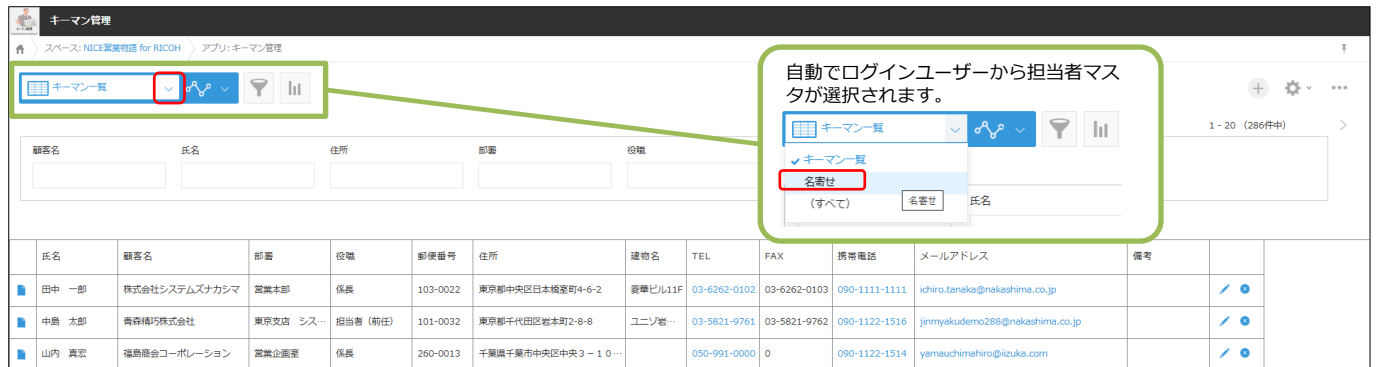 キーマン管理
スペース: NICE営業物語 for RICOH アプリ: キーマン管理
キーマン一覧
自動でログインユーザーから担当者マス
タが選択されます。
キーマン一覧
キーマン一覧
名寄せ
(すべて)
名寄せ
氏名
1 - 20 (286件中)
顧客名 氏名 住所 部署 役職
氏名 顧客名 部署 役職 郵便番号 住所 建物名 TEL FAX 携帯電話 メールアドレス 備考
田中 一郎 株式会社システムズナカシマ 営業本部 係長 103-0022 東京都中央区日本橋室町4-6-2 菱華ビル11F 03-6262-0102 03-6262-0103 090-1111-1111 ichiro.tanaka@nakashima.co.jp
中島 太郎 青森精巧株式会社 東京支店 シス… 担当者（前任） 101-0032 東京都千代田区岩本町2-8-8 ユニゾ岩… 03-5821-9761 03-5821-9762 090-1122-1516 jinmyakudemo288@nakashima.co.jp
山内 真宏 福島商会コーポレーション 営業企画室 係長 260-0013 千葉県千葉市中央区中央３－１０… 050-991-0000 0 090-1122-1514 yamauchimahiro@iizuka.com